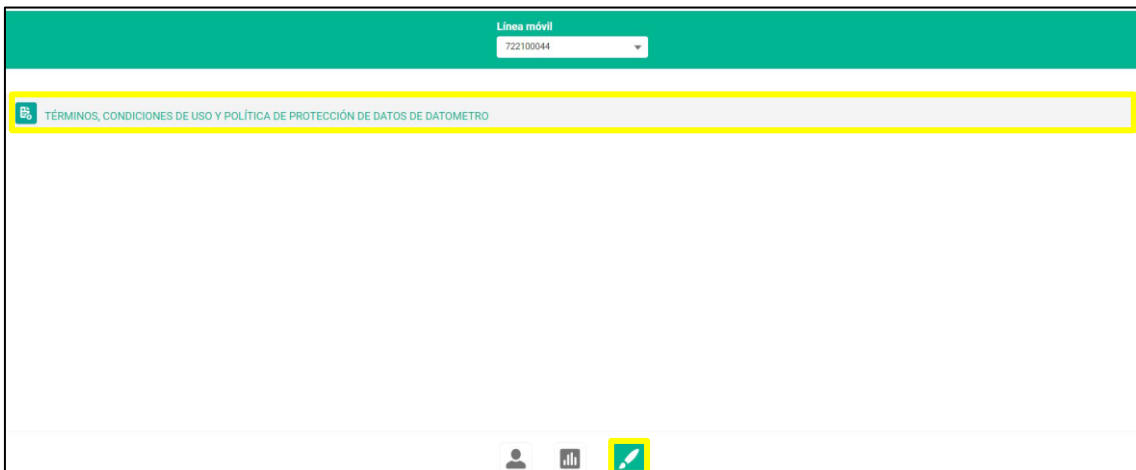 Línea móvil
722100044
TÉRMINOS, CONDICIONES DE USO Y POLÍTICA DE PROTECCIÓN DE DATOS DE DATOMETRO